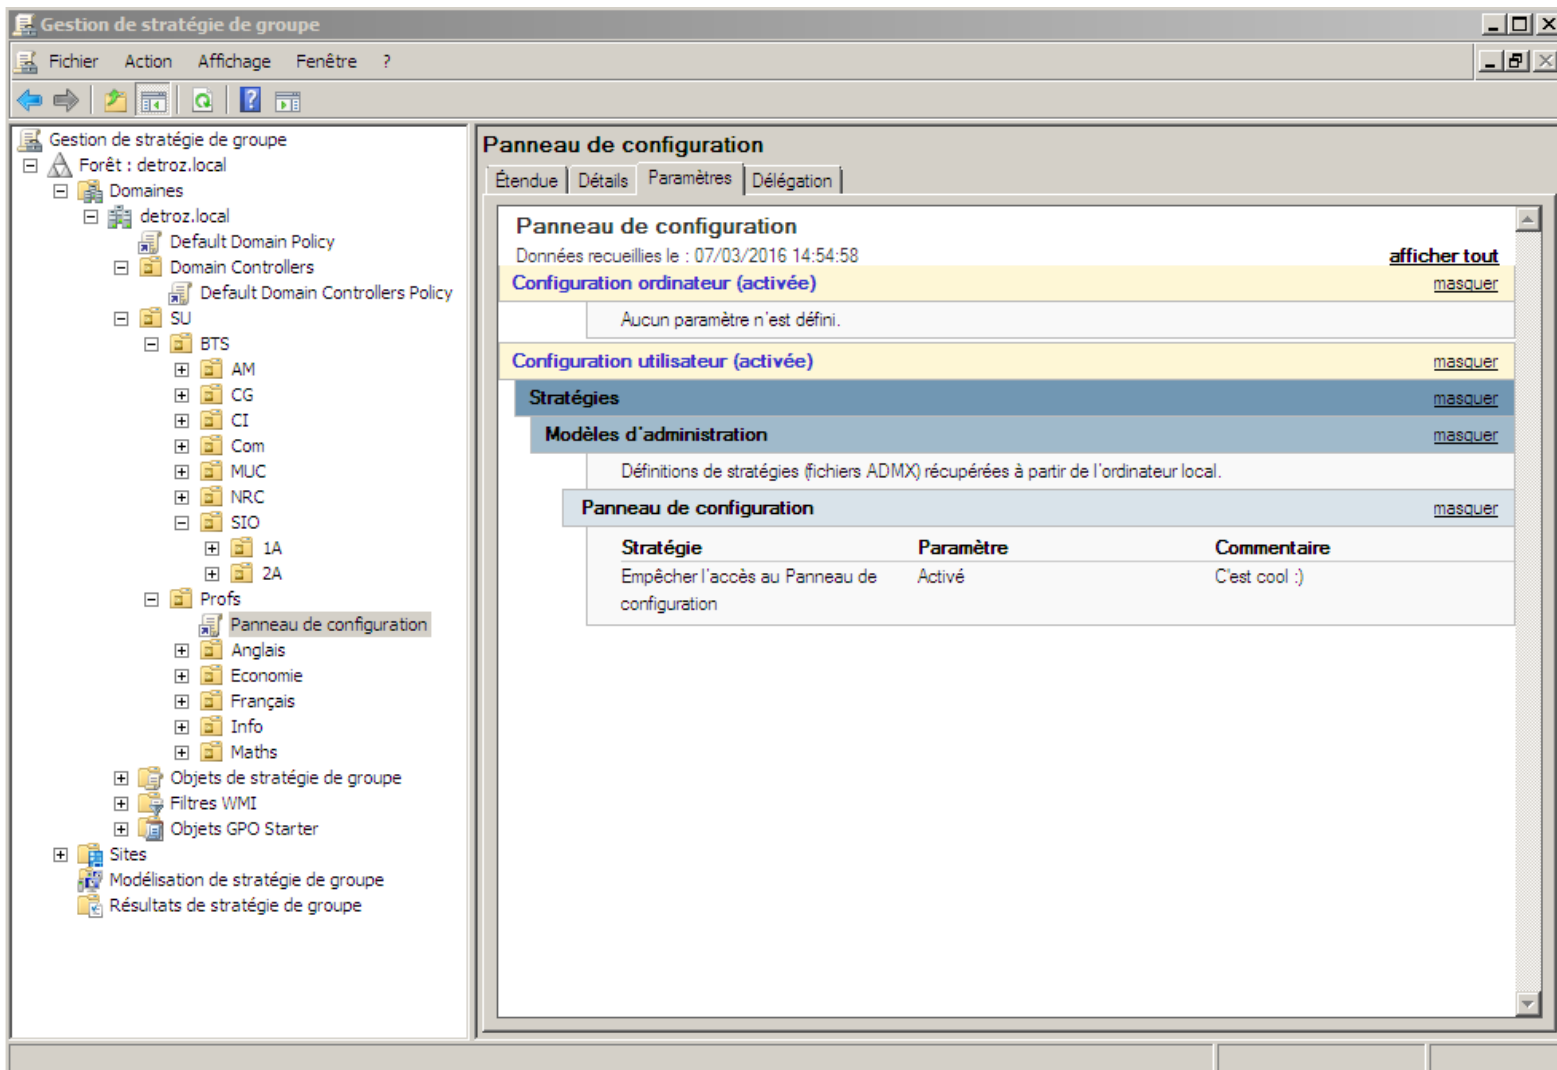 Gestion de stratégie de groupe
Fichier Action Affichage Fenêtre ?
Gestion de stratégie de groupe
Forêt : detroz.local
Domaines
detroz.local
Default Domain Policy
Domain Controllers
Default Domain Controllers Policy
SU
BTS
AM
CG
CI
Com
MUC
NRC
SIO
1A
2A
Profs
Panneau de configuration
Anglais
Economie
Français
Info
Maths
Objets de stratégie de groupe
Filtres WMI
Objets GPO Starter
Sites
Modélisation de stratégie de groupe
Résultats de stratégie de groupe
Panneau de configuration
Étendue Détails Paramètres Délégation
Panneau de configuration
Données recueillies le : 07/03/2016 14:54:58 afficher tout
Configuration ordinateur (activée) masquer
Aucun paramètre n'est défini.
Configuration utilisateur (activée) masquer
Stratégies masquer
Modèles d'administration masquer
Définitions de stratégies (fichiers ADMX) récupérées à partir de l'ordinateur local.
Panneau de configuration masquer
Stratégie Paramètre Commentaire
Empêcher l'accès au Panneau de Activé C'est cool :)
configuration